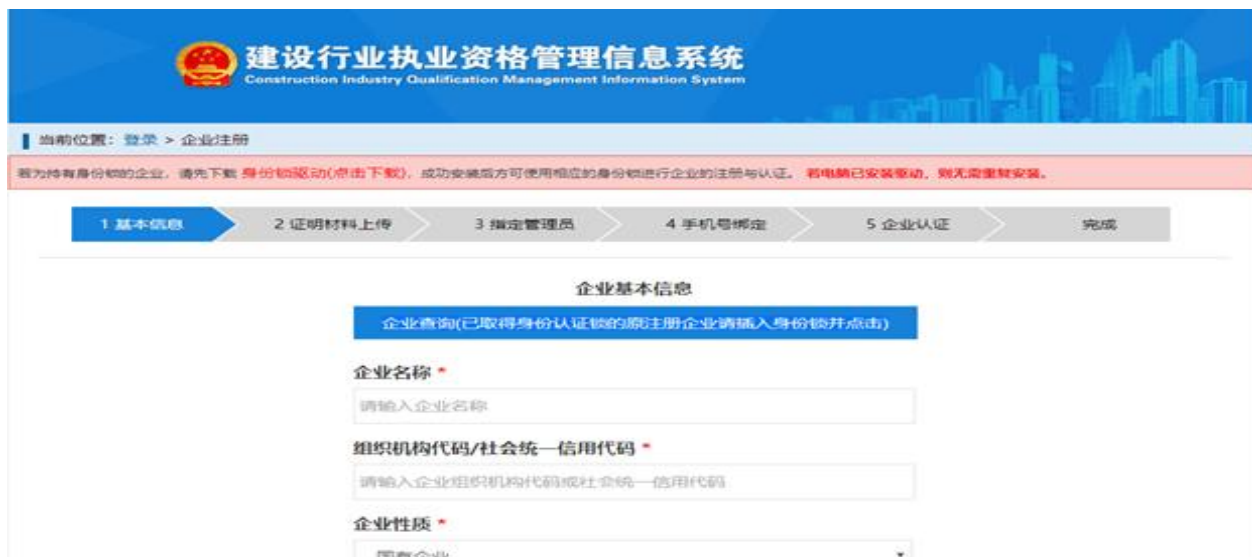 建设行业执业资格管理信息系统
Construction Industry Qualification Management Information System
当前位置：登录 > 企业注册
若为持有身份锁的企业，请先下载 身份锁驱动(点击下载)，成功安装后方可使用相应的身份锁进行企业的注册与认证。若电脑已安装驱动，则无需重复安装。
1 基本信息 2 证明材料上传 3 指定管理员 4 手机号绑定 5 企业认证 完成
企业基本信息
企业查询(已取得身份认证锁的原注册企业请插入身份锁并点击)
企业名称 *
请输入企业名称
组织机构代码/社会统一信用代码 *
请输入企业组织机构代码或社会统一信用代码
企业性质 *
国有企业